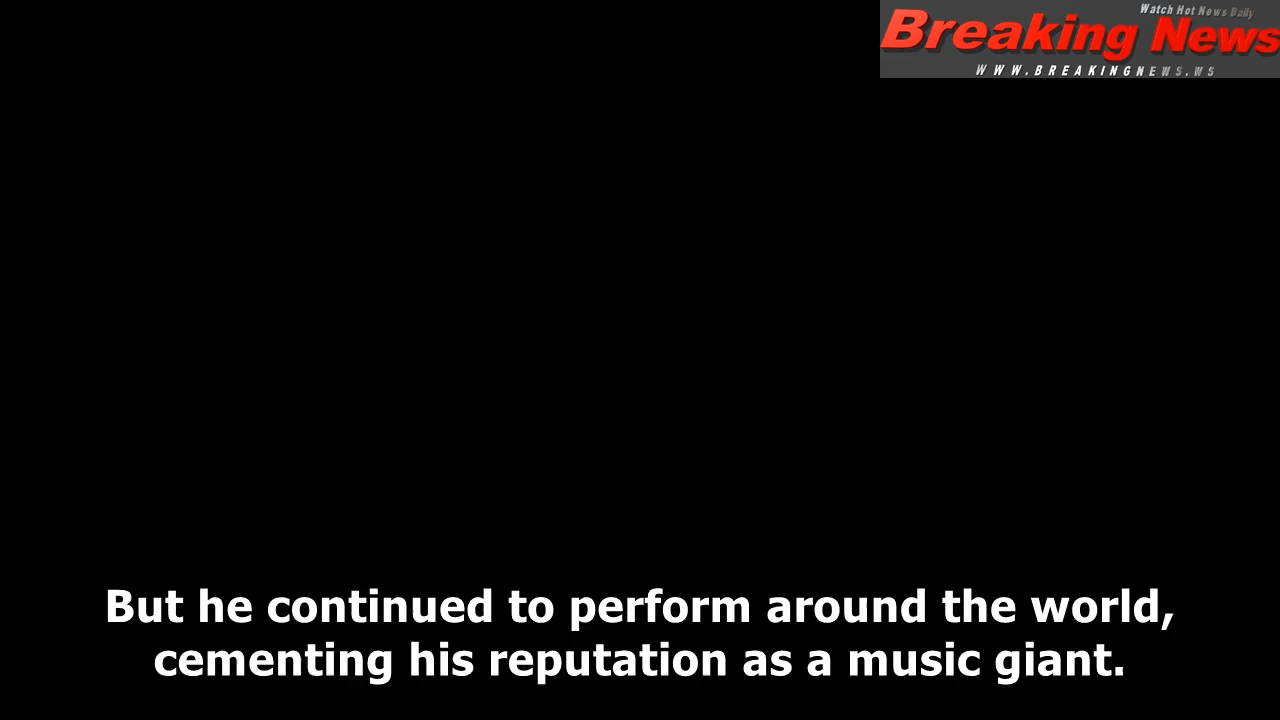 Watch Hot News Daily
Breaking News
WWW.BREAKINGNEWS.WS
But he continued to perform around the world,
cementing his reputation as a music giant.